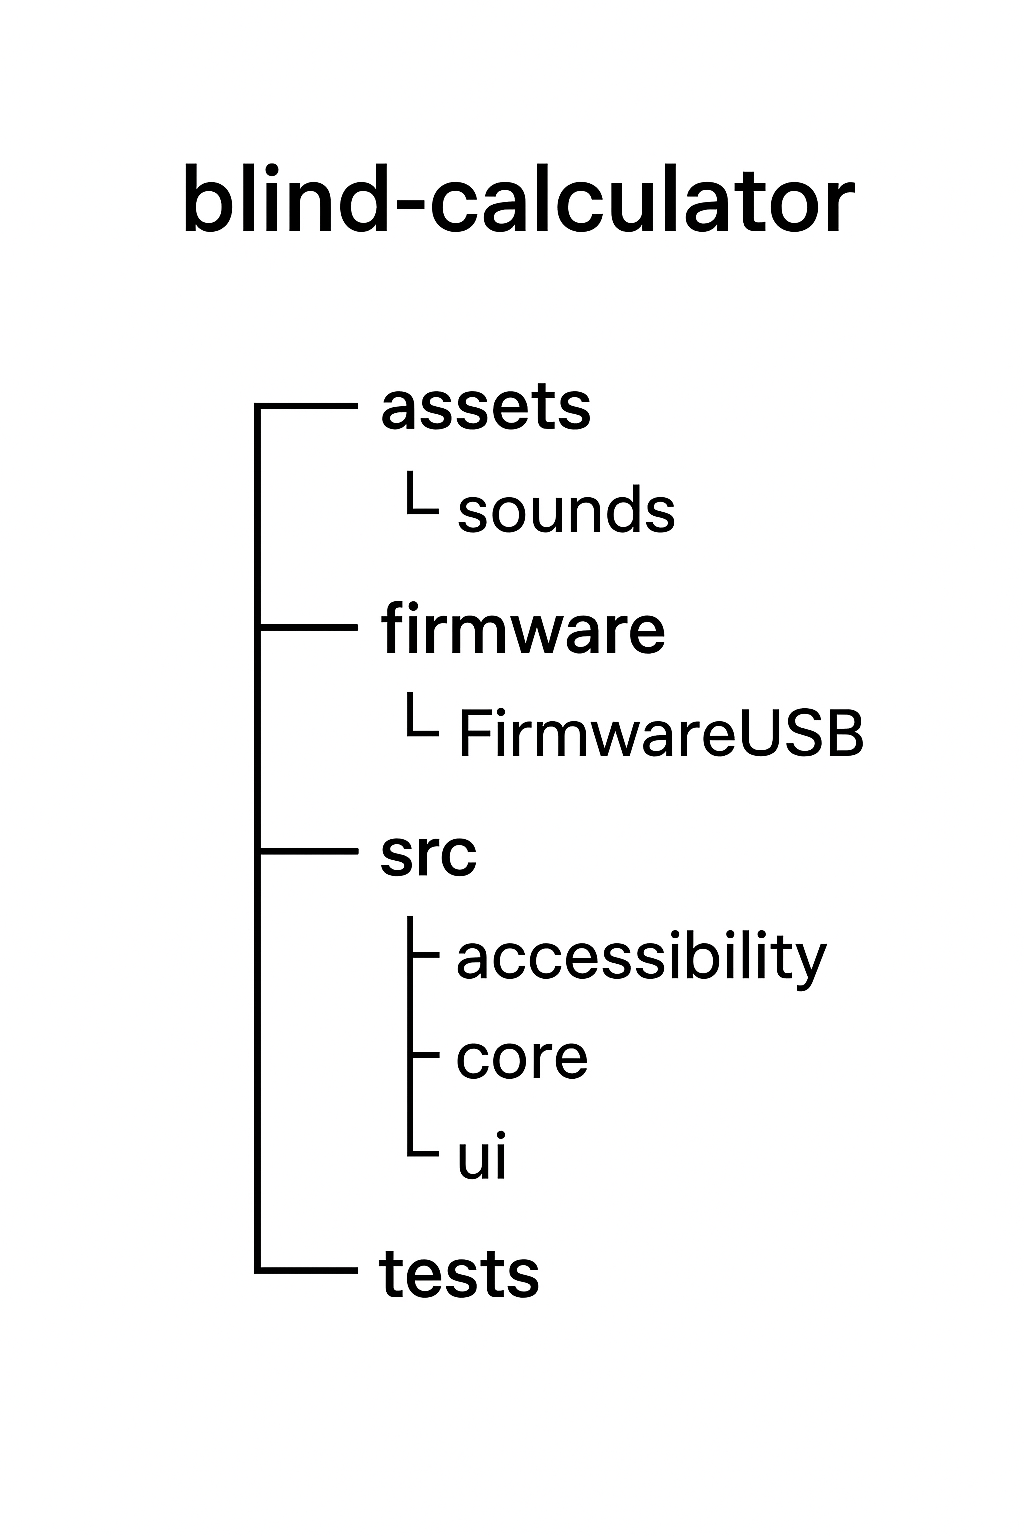 blind-calculator
assets
sounds
firmware
FirmwareUSB
src
accessibility
core
ui
tests